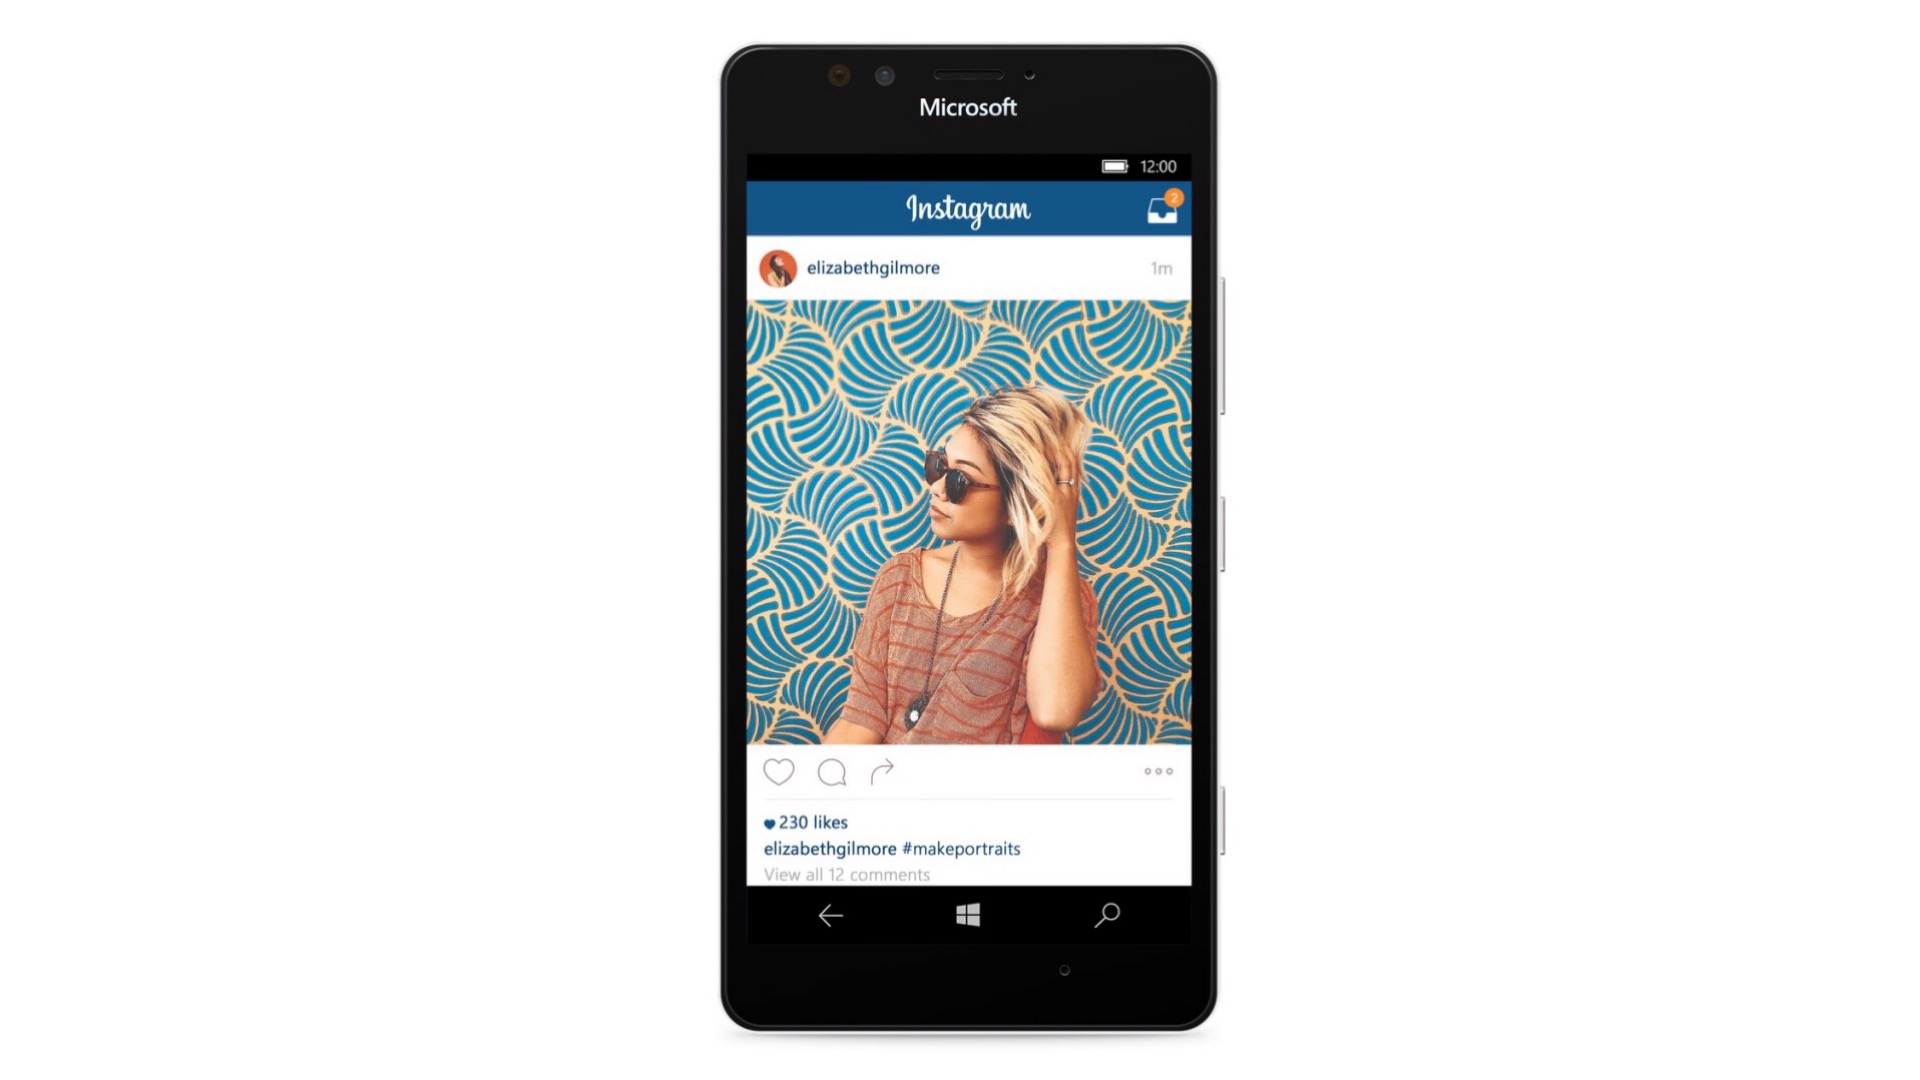 Microsoft
12:00
Instagram
2
elizabethgilmore
1m
230 likes
elizabethgilmore #makeportraits
View all 12 comments